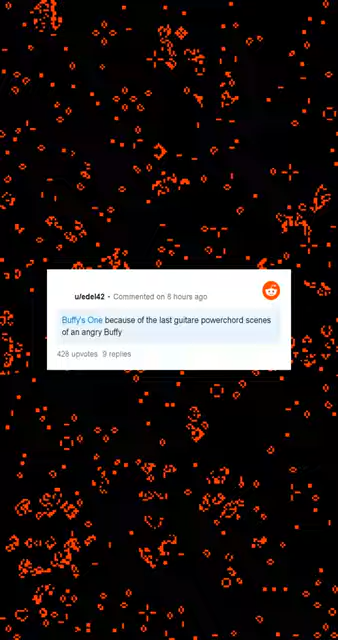 u/edel42 • Commented on 8 hours ago
Buffy's One because of the last guitare powerchord scenes
of an angry Buffy
428 upvotes 9 replies